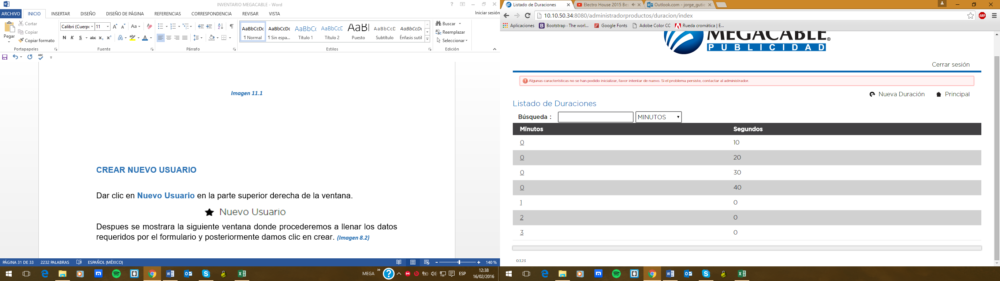 INVENTARIO MEGACABLE - Word
ARCHIVO INICIO INSERTAR DISEÑO DISEÑO DE PÁGINA REFERENCIAS CORRESPONDENCIA REVISAR VISTA Iniciar sesión
Pegar
Cortar
Copiar
Copiar formato
Portapapeles
Calibri (Cuerpo 11
N K S abc x₂ x²
Fuente
Párrafo
AaBbCcDc AaBbCcDc AaBbCc AaBbCcD AaBl AaBbCcD AaBbCcDc
¶ Normal ¶ Sin espa... Título 1 Título 2 Puesto Subtítulo Énfasis sutil
Estilos
Buscar
Reemplazar
Seleccionar
Edición
Imagen 11.1
CREAR NUEVO USUARIO
Dar clic en Nuevo Usuario en la parte superior derecha de la ventana.
Nuevo Usuario
Despues se mostrara la siguiente ventana donde procederemos a llenar los datos
requeridos por el formulario y posteriormente damos clic en crear. (Imagen 8.2)
PÁGINA 31 DE 33 2232 PALABRAS ESPAÑOL (MÉXICO) 140 %
MEGA ESP 12:38
16/02/2016
Listado de Duraciones Electro House 2015 Bes Outlook.com - jorge_gutie
10.10.50.34:8080/administradorproductos/duracion/index
ABP
Aplicaciones Bootstrap · The worl... Google Fonts Adobe Color CC Rueda cromática | E...
MEGACABLE®
PUBLICIDAD
Cerrar sesión
Algunas características no se han podido inicializar, favor intentar de nuevo. Si el problema persiste, contactar al administrador.
Nueva Duración Principal
Listado de Duraciones
Búsqueda : MINUTOS
Minutos Segundos
0 10
0 20
0 30
0 40
1 0
2 0
3 0
0.1.23